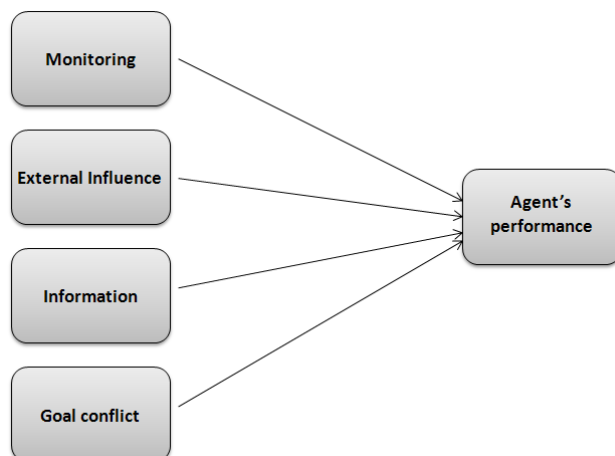 Monitoring
External Influence
Information
Goal conflict
Agent's
performance